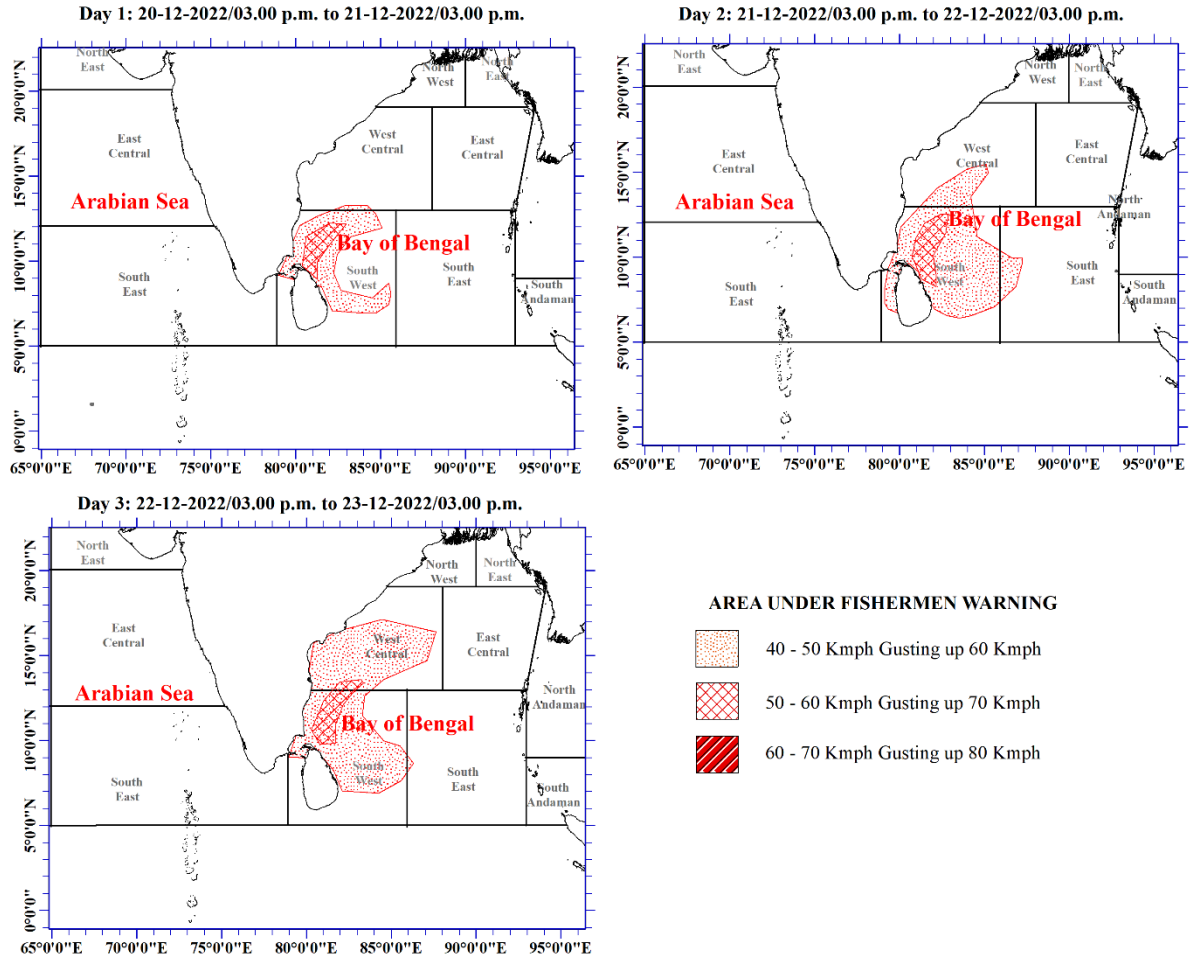 Day 1: 20-12-2022/03.00 p.m. to 21-12-2022/03.00 p.m.
North
East
North
West
North
East
East
Central
West
Central
East
Central
Arabian Sea
Bay of Bengal
South
East
South
West
South
East
South
Andaman
20°0'0"N
15°0'0"N
10°0'0"N
5°0'0"N
0°0'0"
65°0'0"E 70°0'0"E 75°0'0"E 80°0'0"E 85°0'0"E 90°0'0"E 95°0'0"E
Day 2: 21-12-2022/03.00 p.m. to 22-12-2022/03.00 p.m.
North
East
North
West
North
East
East
Central
West
Central
East
Central
Arabian Sea
North
Andaman
Bay of Bengal
South
East
South
West
South
East
South
Andaman
20°0'0"N
15°0'0"N
10°0'0"N
5°0'0"N
0°0'0"
65°0'0"E 70°0'0"E 75°0'0"E 80°0'0"E 85°0'0"E 90°0'0"E 95°0'0"E
Day 3: 22-12-2022/03.00 p.m. to 23-12-2022/03.00 p.m.
North
East
North
West
North
East
East
Central
West
Central
East
Central
Arabian Sea
North
Andaman
Bay of Bengal
South
East
South
West
South
East
South
Andaman
20°0'0"N
15°0'0"N
10°0'0"N
5°0'0"N
0°0'0"
65°0'0"E 70°0'0"E 75°0'0"E 80°0'0"E 85°0'0"E 90°0'0"E 95°0'0"E
AREA UNDER FISHERMEN WARNING
40 - 50 Kmph Gusting up 60 Kmph
50 - 60 Kmph Gusting up 70 Kmph
60 - 70 Kmph Gusting up 80 Kmph